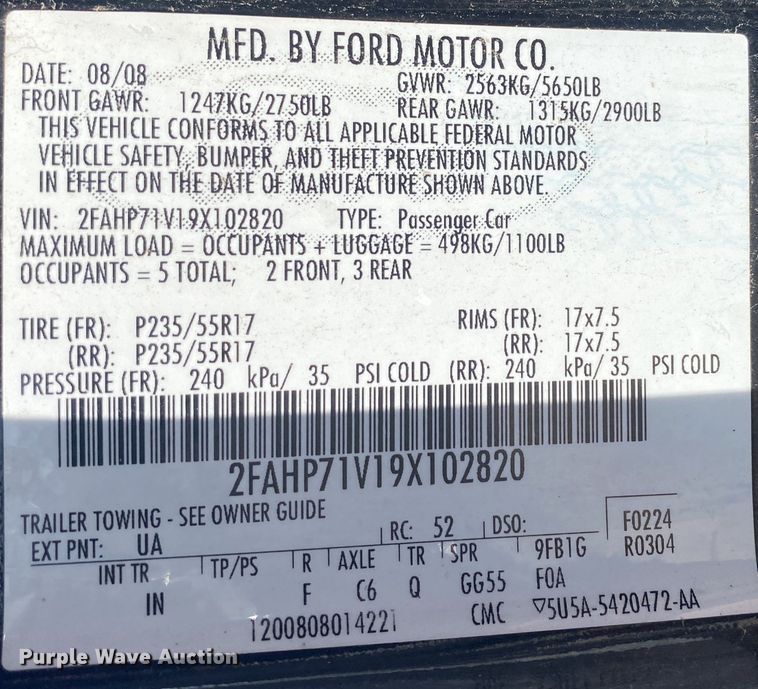 MFD. BY FORD MOTOR CO.
DATE: 08/08 GVWR: 2563KG/5650LB
FRONT GAWR: 1247KG/2750LB REAR GAWR: 1315KG/2900LB
THIS VEHICLE CONFORMS TO ALL APPLICABLE FEDERAL MOTOR
VEHICLE SAFETY, BUMPER, AND THEFT PREVENTION STANDARDS
IN EFFECT ON THE DATE OF MANUFACTURE SHOWN ABOVE.
VIN: 2FAHP71V19X102820 TYPE: Passenger Car
MAXIMUM LOAD = OCCUPANTS + LUGGAGE = 498KG/1100LB
OCCUPANTS = 5 TOTAL; 2 FRONT, 3 REAR
TIRE (FR): P235/55R17 RIMS (FR): 17x7.5
(RR): P235/55R17 (RR): 17x7.5
PRESSURE (FR): 240 kPa/ 35 PSI COLD (RR): 240 kPa/ 35 PSI COLD
2FAHP71V19X102820
TRAILER TOWING - SEE OWNER GUIDE
EXT PNT: UA RC: 52 DSO: F0224
INT TR TP/PS R AXLE TR SPR 9FB1G R0304
IN F C6 Q GG55 F0A
1200808014221 CMC ▽5U5A-5420472-AA
Purple Wave Auction